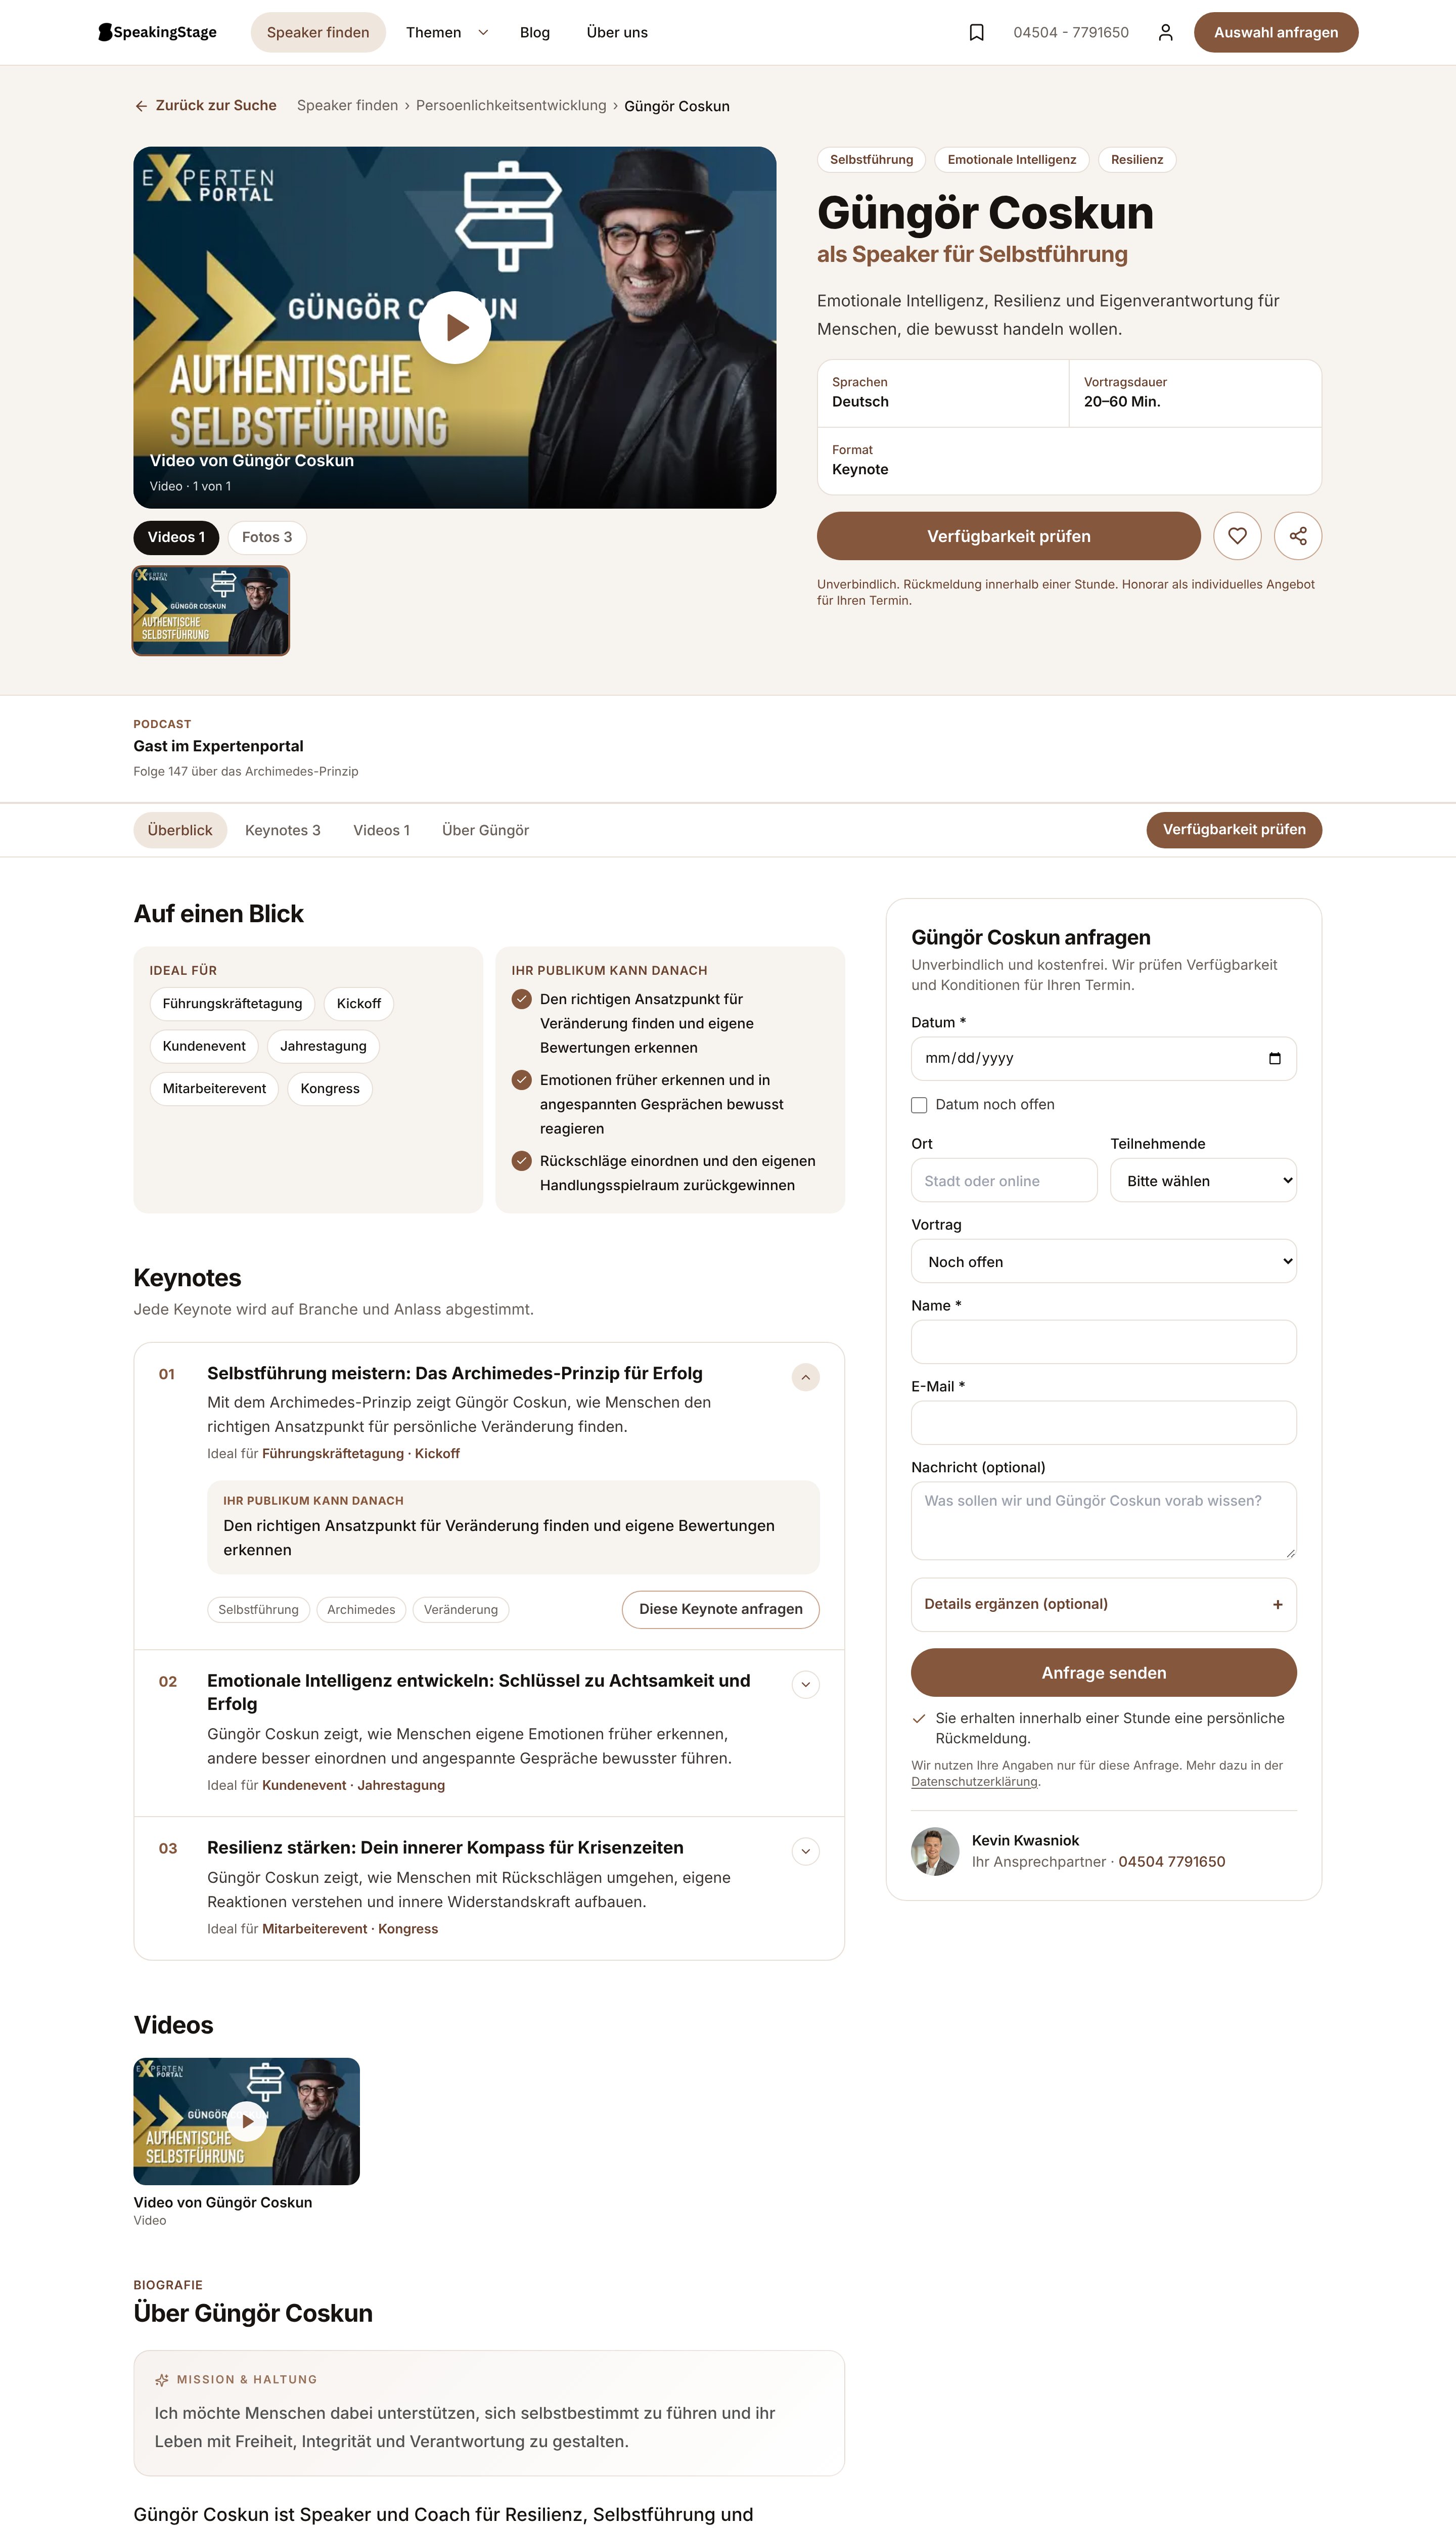 SpeakingStage
Speaker finden
Themen
Blog
Über uns
04504 - 7791650
Auswahl anfragen
Zurück zur Suche
Speaker finden › Persoenlichkeitsentwicklung › Güngör Coskun
EXPERTEN
PORTAL
AUTHENTISCHE
SELBSTFÜHRUNG
Video von Güngör Coskun
Video · 1 von 1
Videos 1
Fotos 3
EXPERTEN
PORTAL
GÜNGÖR COSKUN
AUTHENTISCHE
SELBSTFÜHRUNG
Selbstführung
Emotionale Intelligenz
Resilienz
Güngör Coskun
als Speaker für Selbstführung
Emotionale Intelligenz, Resilienz und Eigenverantwortung für
Menschen, die bewusst handeln wollen.
Sprachen
Deutsch
Vortragsdauer
20–60 Min.
Format
Keynote
Verfügbarkeit prüfen
Unverbindlich. Rückmeldung innerhalb einer Stunde. Honorar als individuelles Angebot
für Ihren Termin.
PODCAST
Gast im Expertenportal
Folge 147 über das Archimedes-Prinzip
Überblick
Keynotes 3
Videos 1
Über Güngör
Verfügbarkeit prüfen
Auf einen Blick
IDEAL FÜR
Führungskräftetagung
Kickoff
Kundenevent
Jahrestagung
Mitarbeiterevent
Kongress
IHR PUBLIKUM KANN DANACH
Den richtigen Ansatzpunkt für
Veränderung finden und eigene
Bewertungen erkennen
Emotionen früher erkennen und in
angespannten Gesprächen bewusst
reagieren
Rückschläge einordnen und den eigenen
Handlungsspielraum zurückgewinnen
Keynotes
Jede Keynote wird auf Branche und Anlass abgestimmt.
01
Selbstführung meistern: Das Archimedes-Prinzip für Erfolg
Mit dem Archimedes-Prinzip zeigt Güngör Coskun, wie Menschen den
richtigen Ansatzpunkt für persönliche Veränderung finden.
Ideal für Führungskräftetagung · Kickoff
IHR PUBLIKUM KANN DANACH
Den richtigen Ansatzpunkt für Veränderung finden und eigene Bewertungen
erkennen
Selbstführung
Archimedes
Veränderung
Diese Keynote anfragen
02
Emotionale Intelligenz entwickeln: Schlüssel zu Achtsamkeit und
Erfolg
Güngör Coskun zeigt, wie Menschen eigene Emotionen früher erkennen,
andere besser einordnen und angespannte Gespräche bewusster führen.
Ideal für Kundenevent · Jahrestagung
03
Resilienz stärken: Dein innerer Kompass für Krisenzeiten
Güngör Coskun zeigt, wie Menschen mit Rückschlägen umgehen, eigene
Reaktionen verstehen und innere Widerstandskraft aufbauen.
Ideal für Mitarbeiterevent · Kongress
Güngör Coskun anfragen
Unverbindlich und kostenfrei. Wir prüfen Verfügbarkeit
und Konditionen für Ihren Termin.
Datum *
mm/dd/yyyy
Datum noch offen
Ort
Teilnehmende
Stadt oder online
Bitte wählen
Vortrag
Noch offen
Name *
E-Mail *
Nachricht (optional)
Was sollen wir und Güngör Coskun vorab wissen?
Details ergänzen (optional) +
Anfrage senden
Sie erhalten innerhalb einer Stunde eine persönliche
Rückmeldung.
Wir nutzen Ihre Angaben nur für diese Anfrage. Mehr dazu in der
Datenschutzerklärung.
Kevin Kwasniok
Ihr Ansprechpartner · 04504 7791650
Videos
EXPERTEN
PORTAL
AUTHENTISCHE
SELBSTFÜHRUNG
Video von Güngör Coskun
Video
BIOGRAFIE
Über Güngör Coskun
MISSION & HALTUNG
Ich möchte Menschen dabei unterstützen, sich selbstbestimmt zu führen und ihr
Leben mit Freiheit, Integrität und Verantwortung zu gestalten.
Güngör Coskun ist Speaker und Coach für Resilienz, Selbstführung und